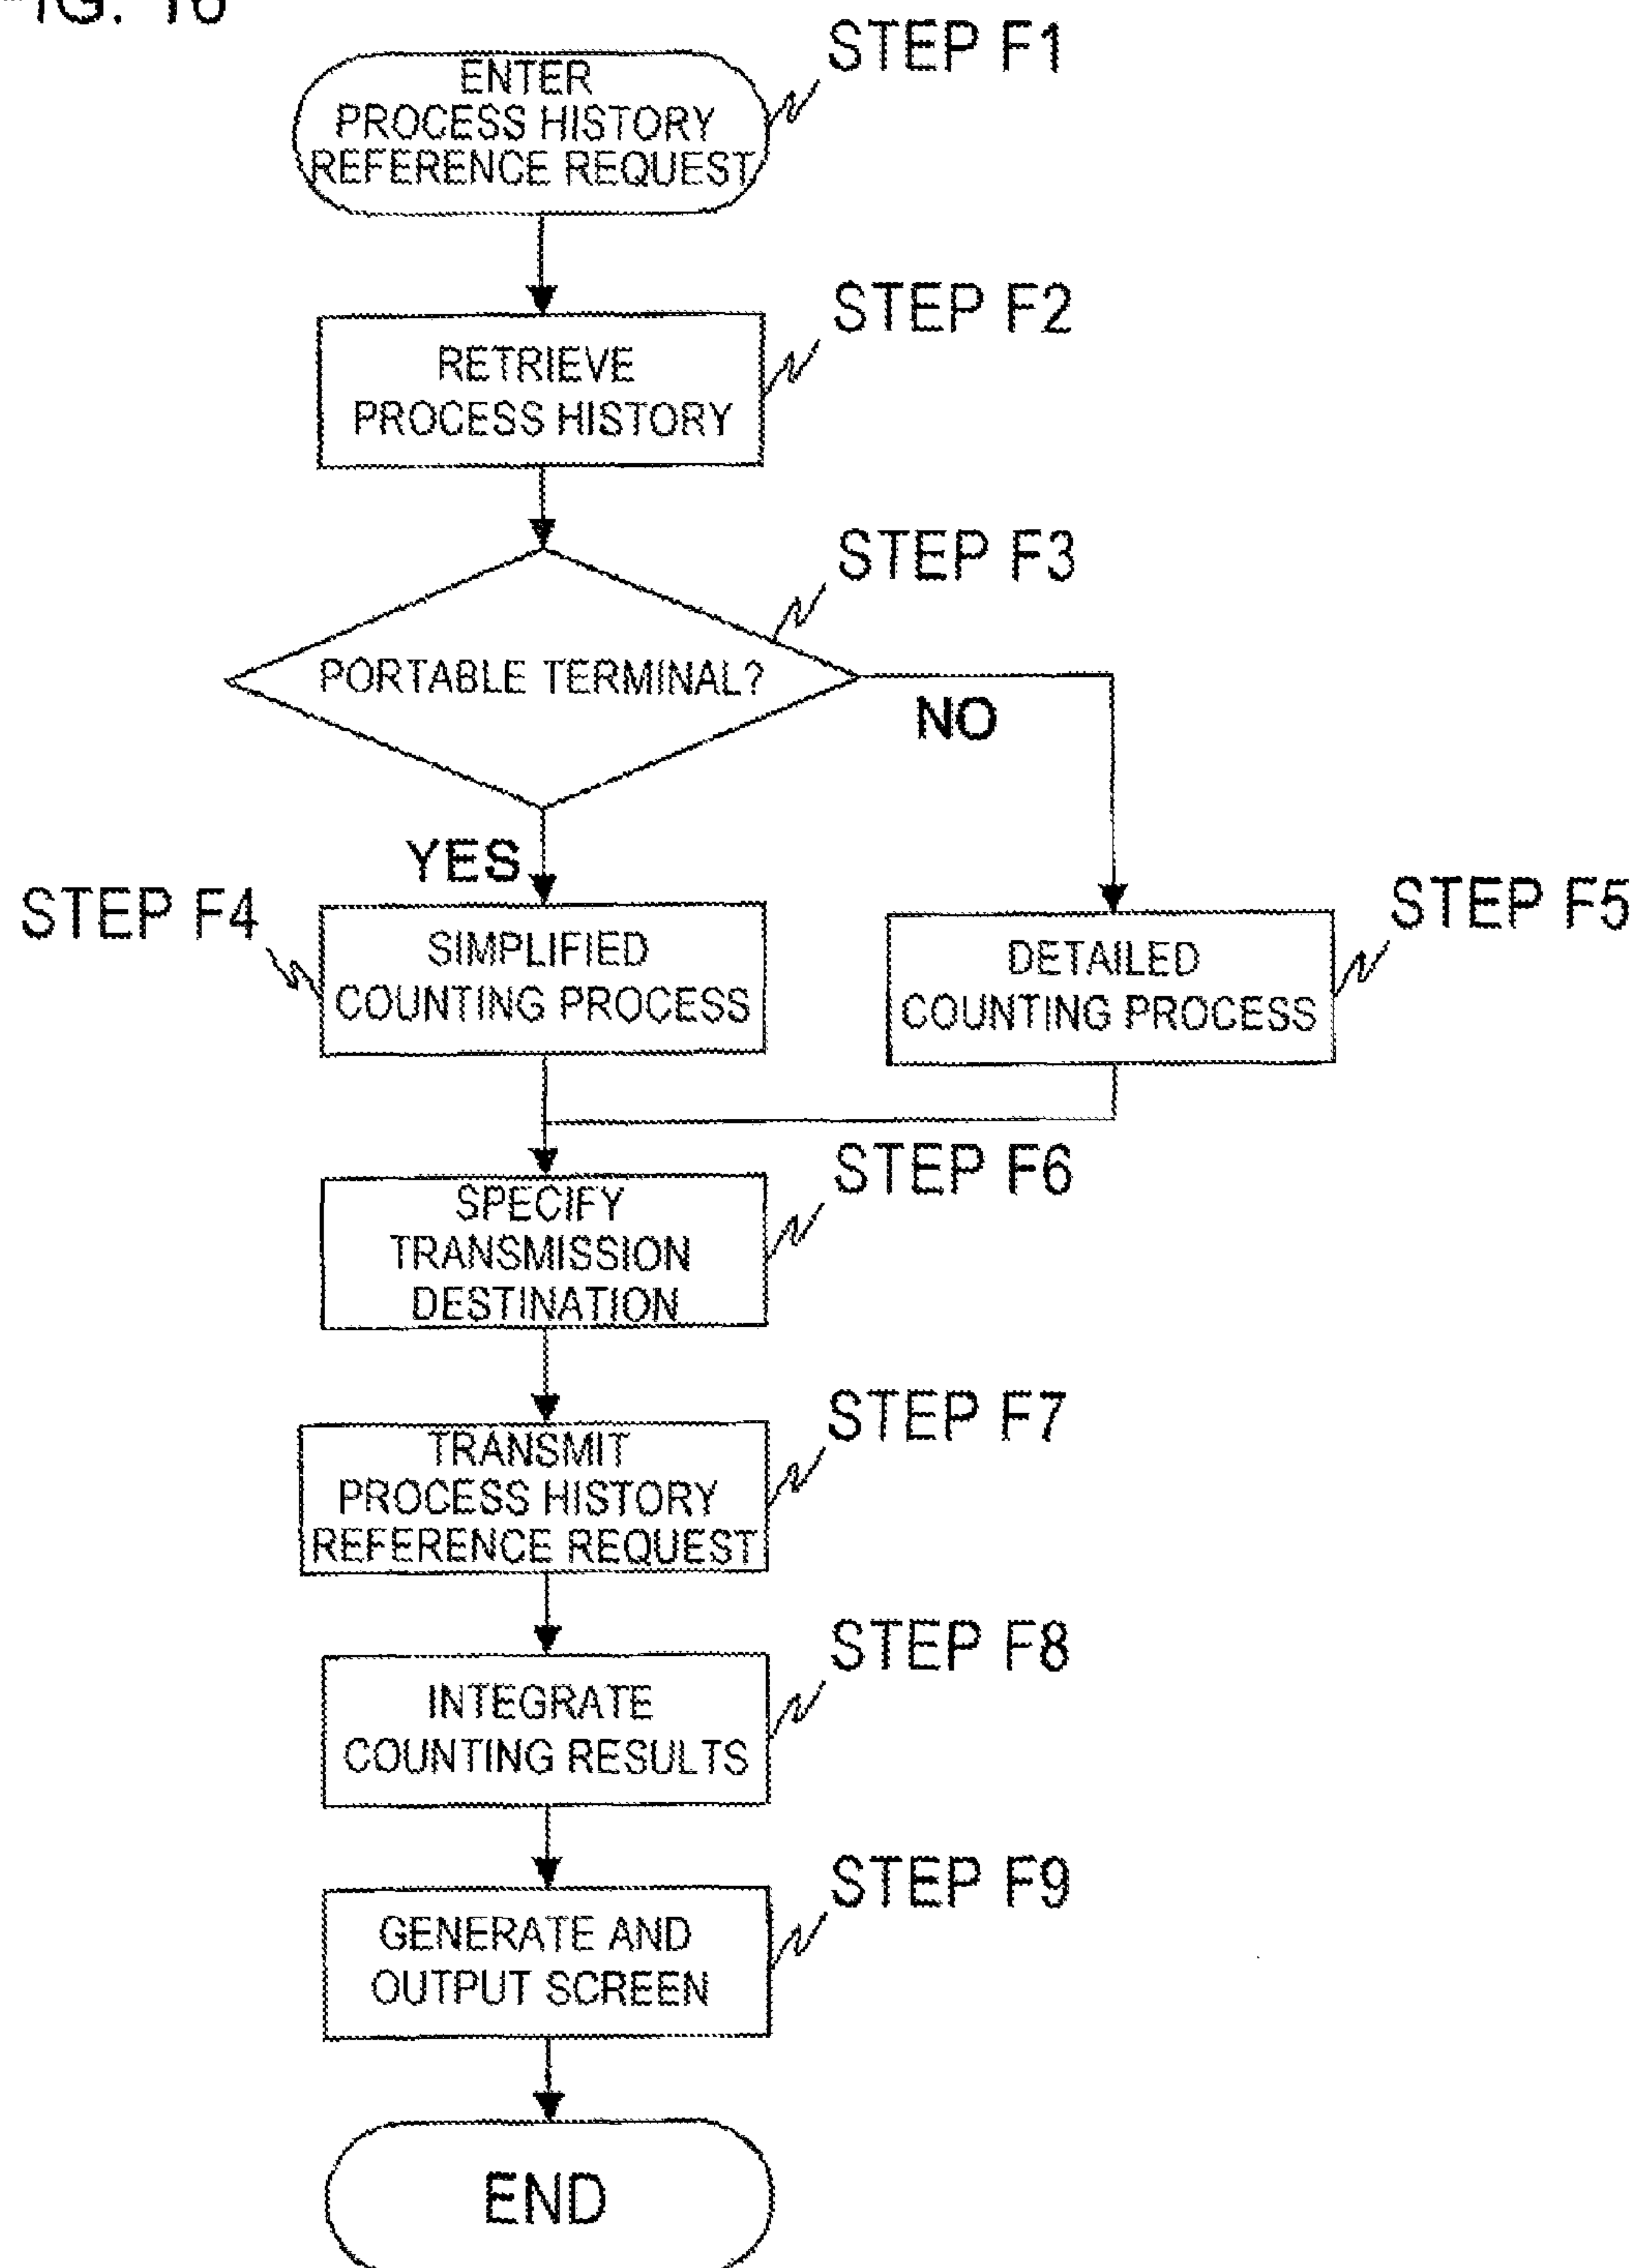 FIG. 16
STEP F1
ENTER
PROCESS HISTORY
REFERENCE REQUEST
STEP F2
RETRIEVE
PROCESS HISTORY
STEP F3
PORTABLE TERMINAL?
NO
YES
STEP F4
SIMPLIFIED
COUNTING PROCESS
STEP F5
DETAILED
COUNTING PROCESS
STEP F6
SPECIFY
TRANSMISSION
DESTINATION
STEP F7
TRANSMIT
PROCESS HISTORY
REFERENCE REQUEST
STEP F8
INTEGRATE
COUNTING RESULTS
STEP F9
GENERATE AND
OUTPUT SCREEN
END